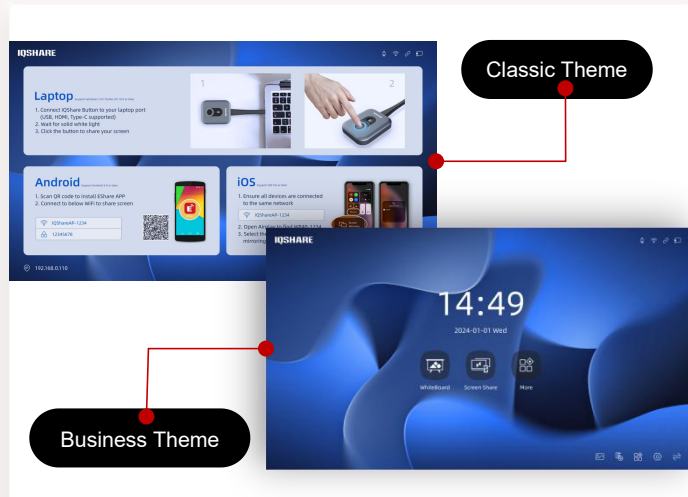 IQSHARE
Classic Theme
Laptop
1 2
1. Connect IQShare Button to your laptop port
(USB, HDMI, Type-C supported)
2. Wait for solid white light
3. Click the button to share your screen
Android
1. Scan QR code to install EShare APP
2. Connect to below WiFi to share screen
IQShareAP-1234
12345678
iOS
1. Ensure all devices are connected
to the same network
IQShareAP-1234
2. Open
3. Select the
mirroring
192.168.0.110
IQSHARE
14:49
2024-01-01 Wed
WhiteBoard Screen Share More
Business Theme